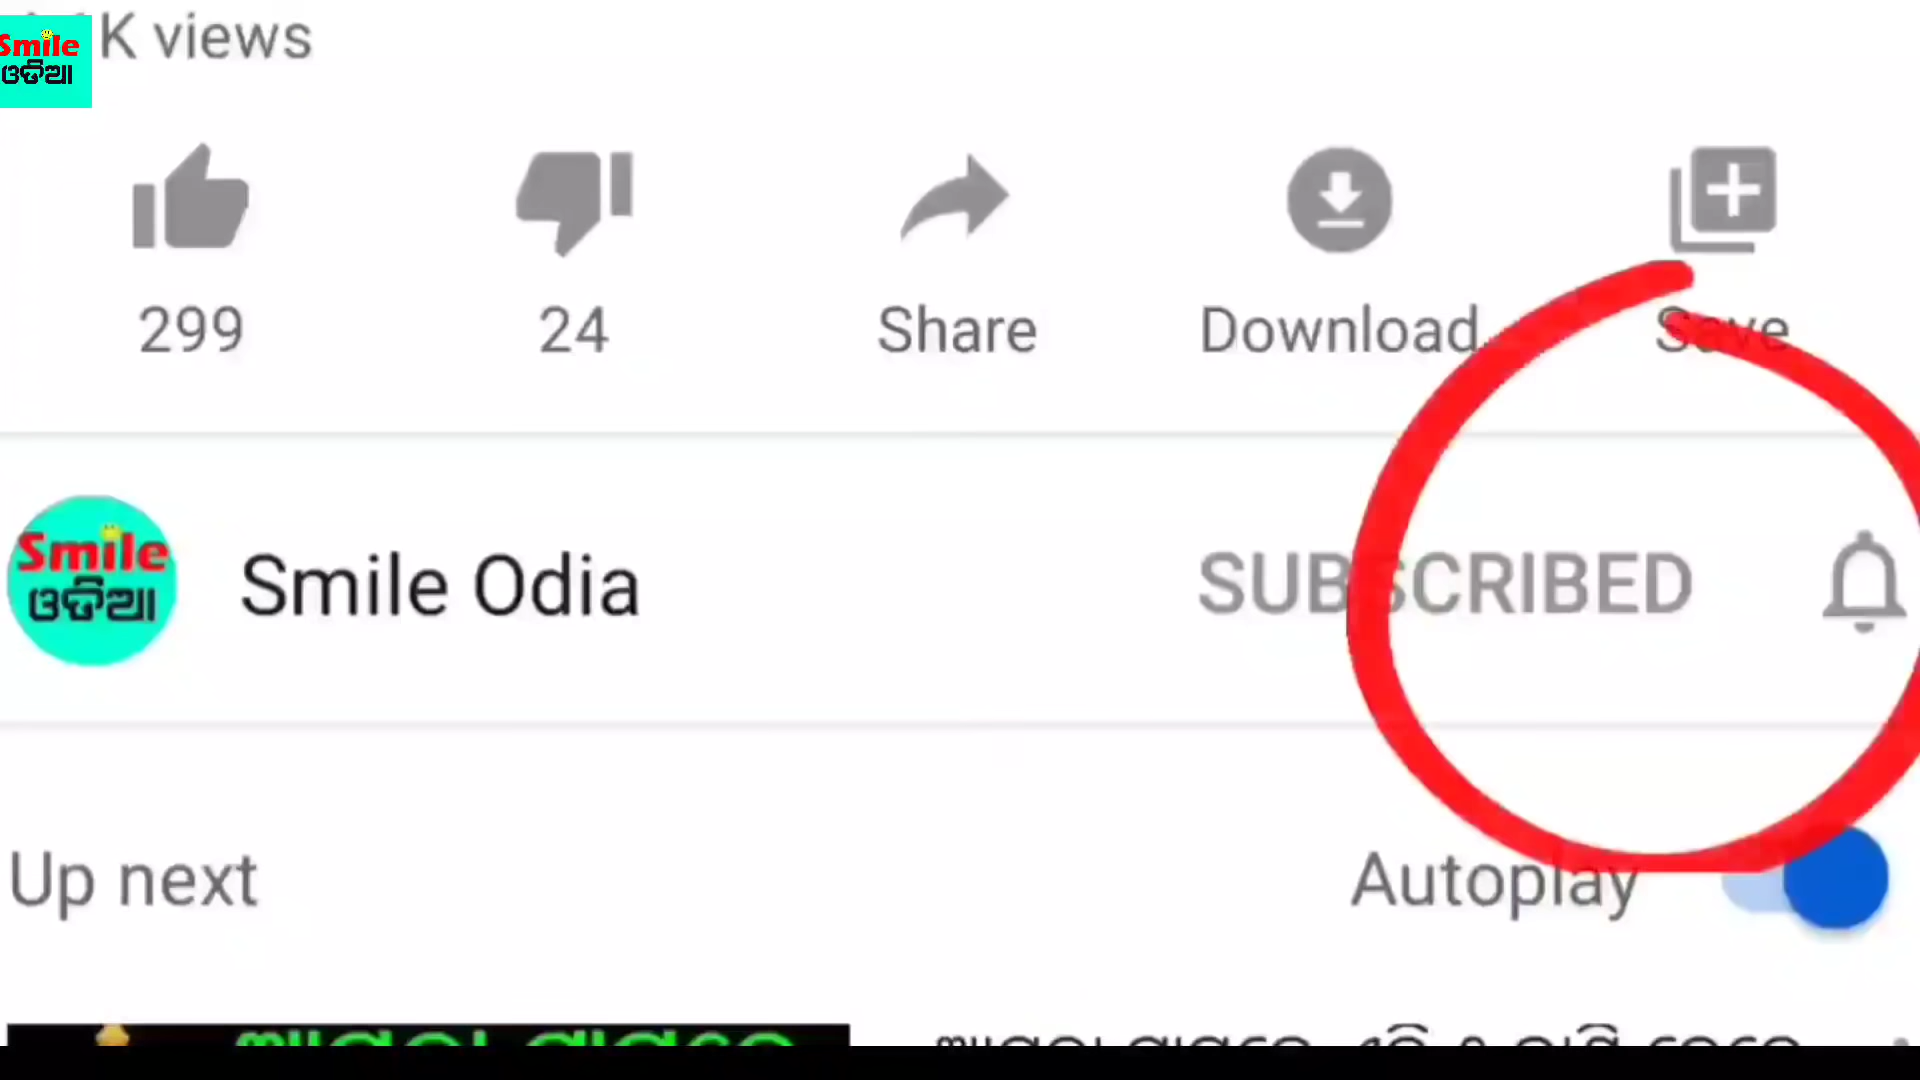 Smile
ଓଡିଆ
K views
299
24
Share
Download
Save
Smile
ଓଡିଆ
Smile Odia
SUBSCRIBED
Up next
Autoplay